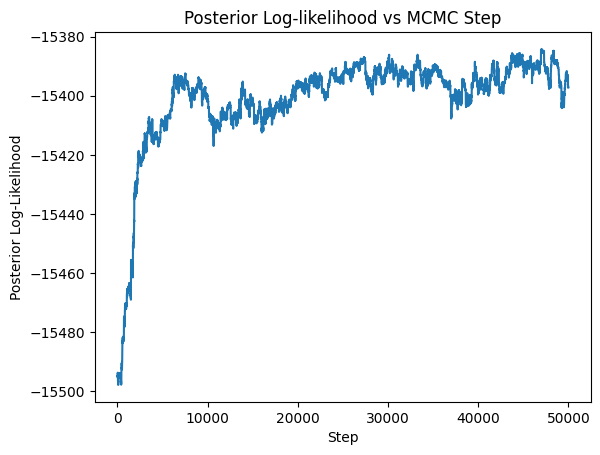 Posterior Log-likelihood vs MCMC Step
−15380
−15400
−15420
−15440
−15460
−15480
−15500
Posterior Log-Likelihood
0 10000 20000 30000 40000 50000
Step